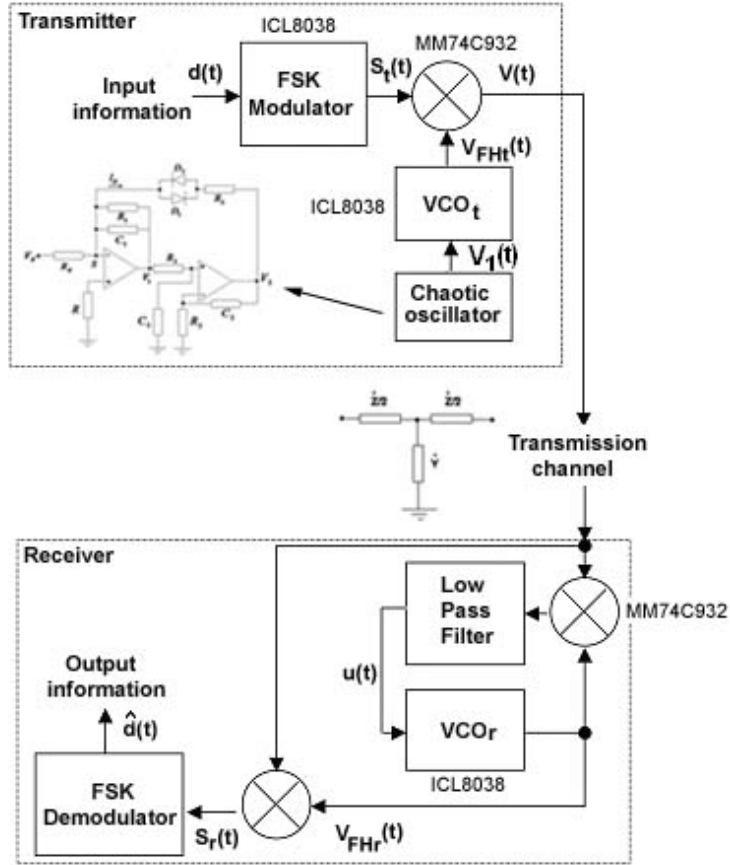 Transmitter
ICL8038
MM74C932
Input
information
d(t)
FSK
Modulator
St(t)
V(t)
VFHt(t)
ICL8038
VCOt
V1(t)
Chaotic
oscillator
R
Transmission
channel
Receiver
Low
Pass
Filter
MM74C932
Output
information
u(t)
d̂(t)
VCOr
ICL8038
FSK
Demodulator
Sr(t)
VFHr(t)